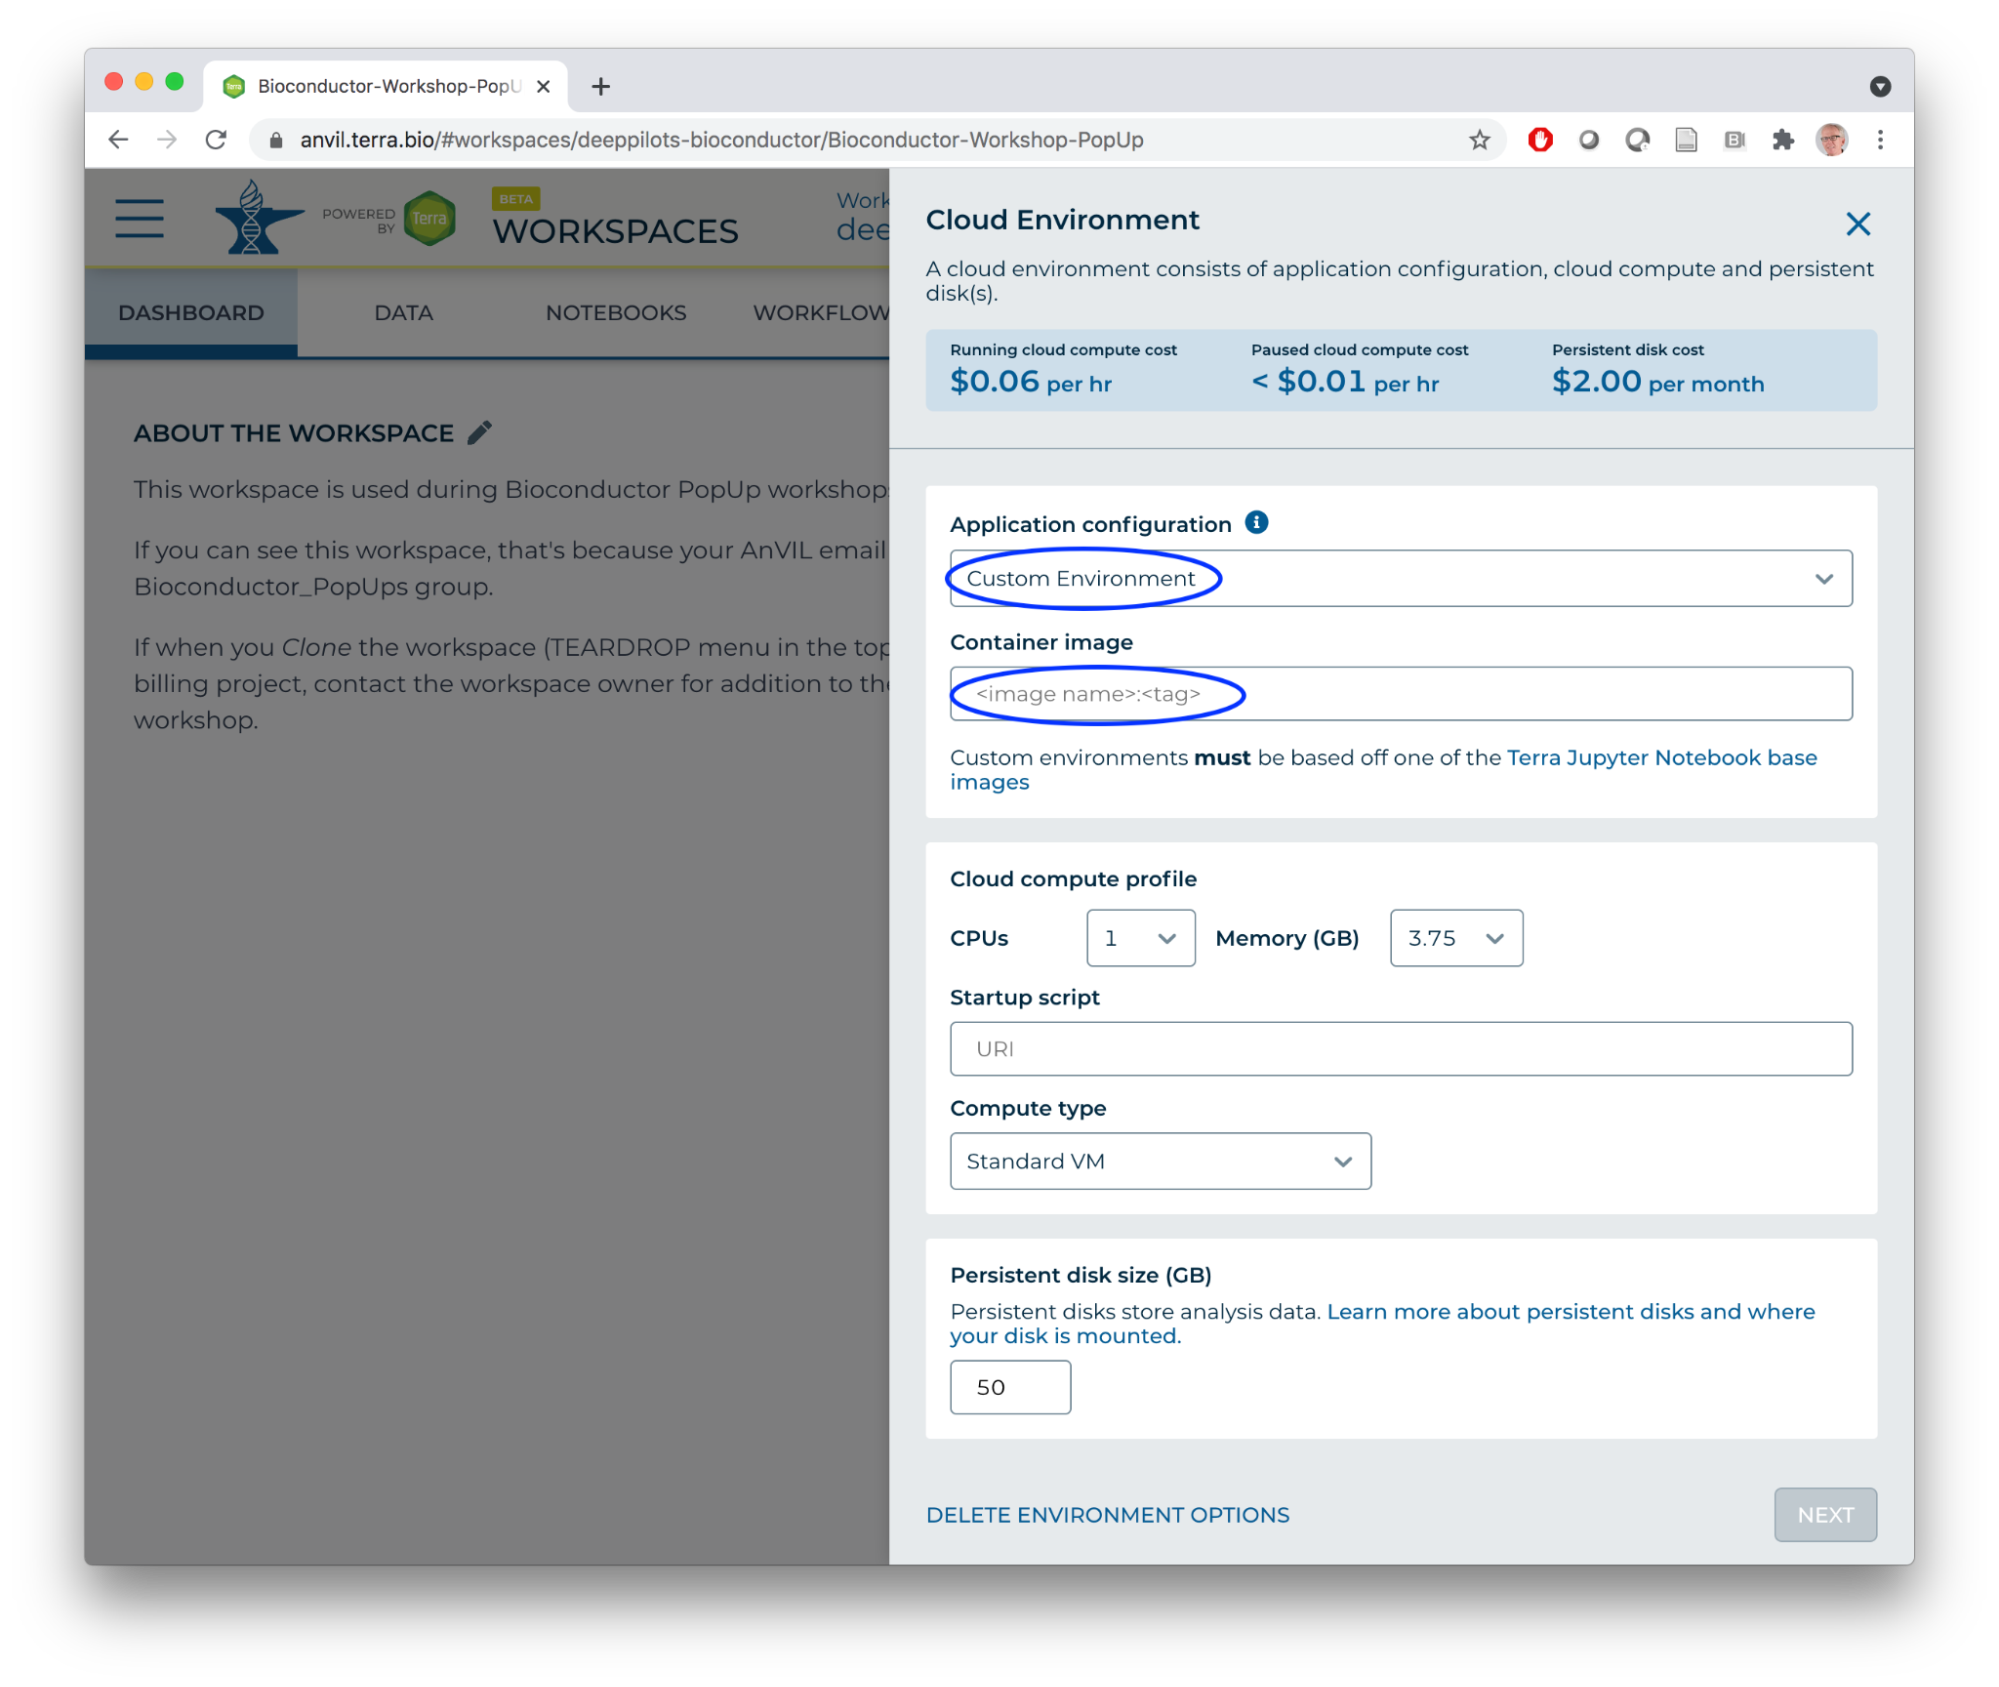 Bioconductor-Workshop-PopU
anvil.terra.bio/#workspaces/deeppilots-bioconductor/Bioconductor-Workshop-PopUp
POWERED
BY
Terra
BETA
WORKSPACES
Work
dee
DASHBOARD
DATA
NOTEBOOKS
WORKFLOW
ABOUT THE WORKSPACE
This workspace is used during Bioconductor PopUp workshops
If you can see this workspace, that's because your AnVIL email
Bioconductor_PopUps group.
If when you Clone the workspace (TEARDROP menu in the top
billing project, contact the workspace owner for addition to the
workshop.
Cloud Environment
A cloud environment consists of application configuration, cloud compute and persistent
disk(s).
Running cloud compute cost
$0.06 per hr
Paused cloud compute cost
< $0.01 per hr
Persistent disk cost
$2.00 per month
Application configuration
Custom Environment
Container image
<image name>:<tag>
Custom environments must be based off one of the Terra Jupyter Notebook base
images
Cloud compute profile
CPUs
1
Memory (GB)
3.75
Startup script
URI
Compute type
Standard VM
Persistent disk size (GB)
Persistent disks store analysis data. Learn more about persistent disks and where
your disk is mounted.
50
DELETE ENVIRONMENT OPTIONS
NEXT